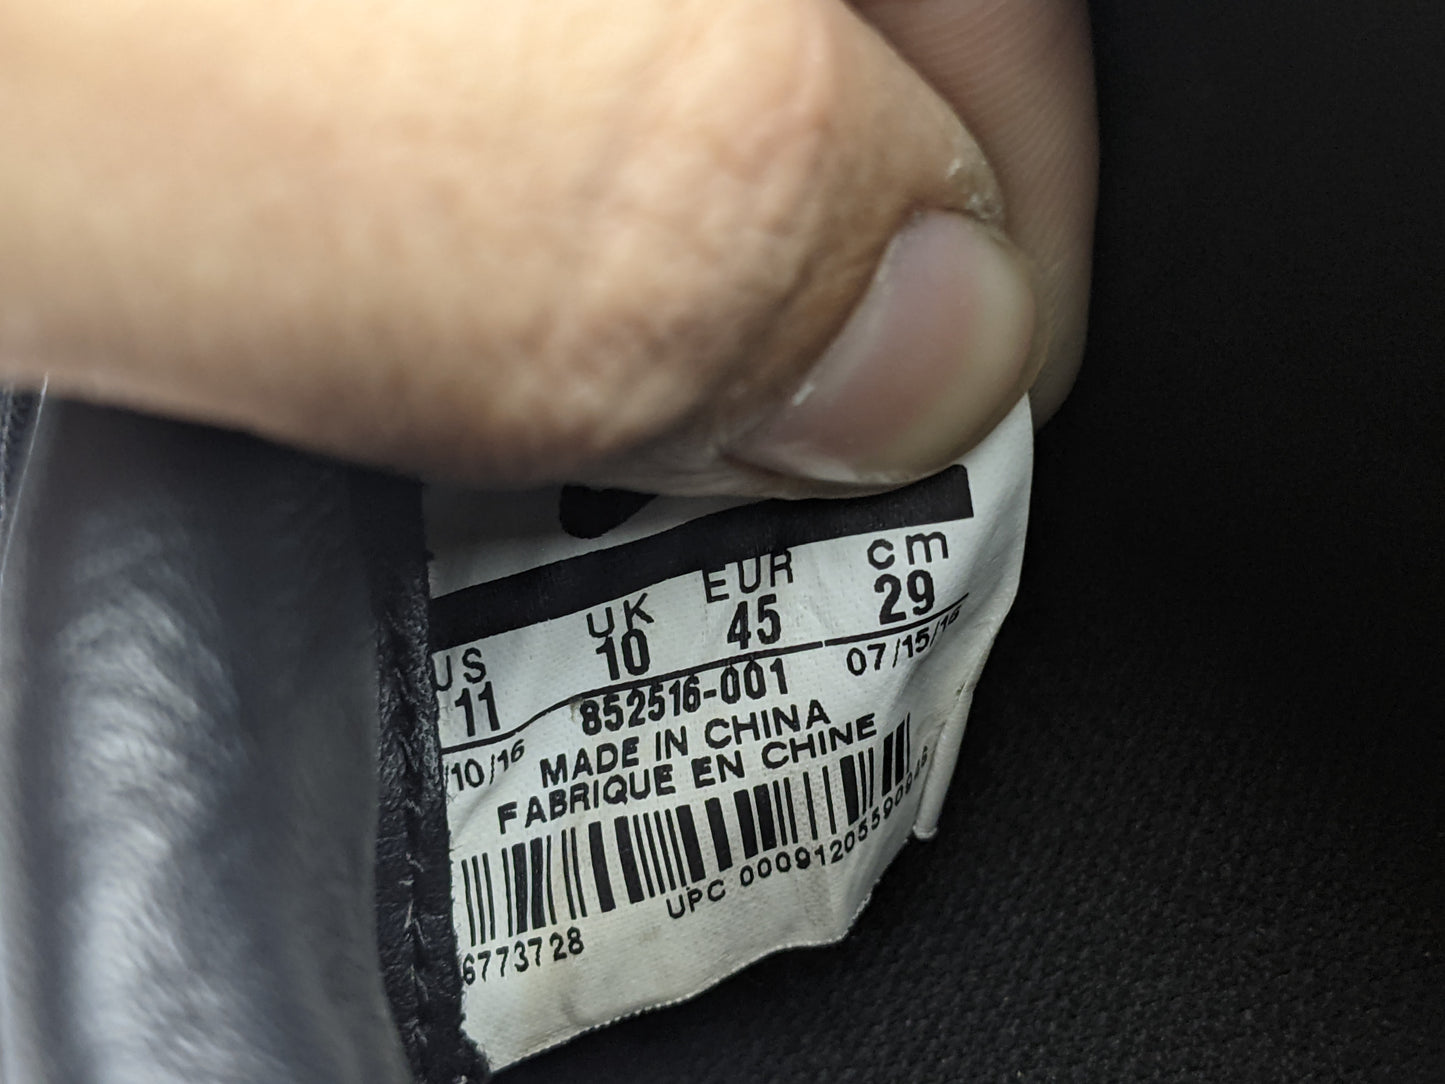 US UK EUR cm
11 10 45 29
/10/16 852516-001 07/15/16
MADE IN CHINA
FABRIQUE EN CHINE
UPC 00091205590946
6773728